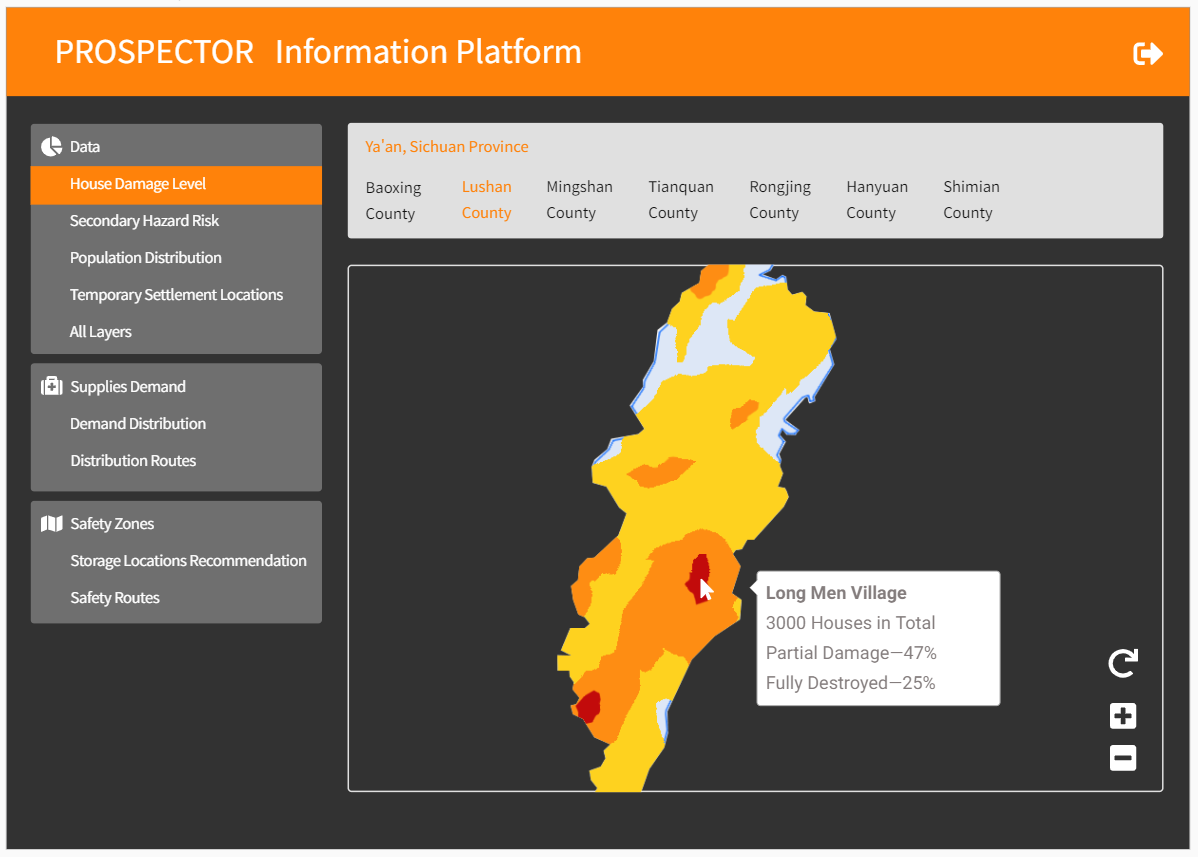 PROSPECTOR Information Platform
Data
House Damage Level
Secondary Hazard Risk
Population Distribution
Temporary Settlement Locations
All Layers
Supplies Demand
Demand Distribution
Distribution Routes
Safety Zones
Storage Locations Recommendation
Safety Routes
Ya'an, Sichuan Province
Baoxing County
Lushan County
Mingshan County
Tianquan County
Rongjing County
Hanyuan County
Shimian County
Long Men Village
3000 Houses in Total
Partial Damage—47%
Fully Destroyed—25%